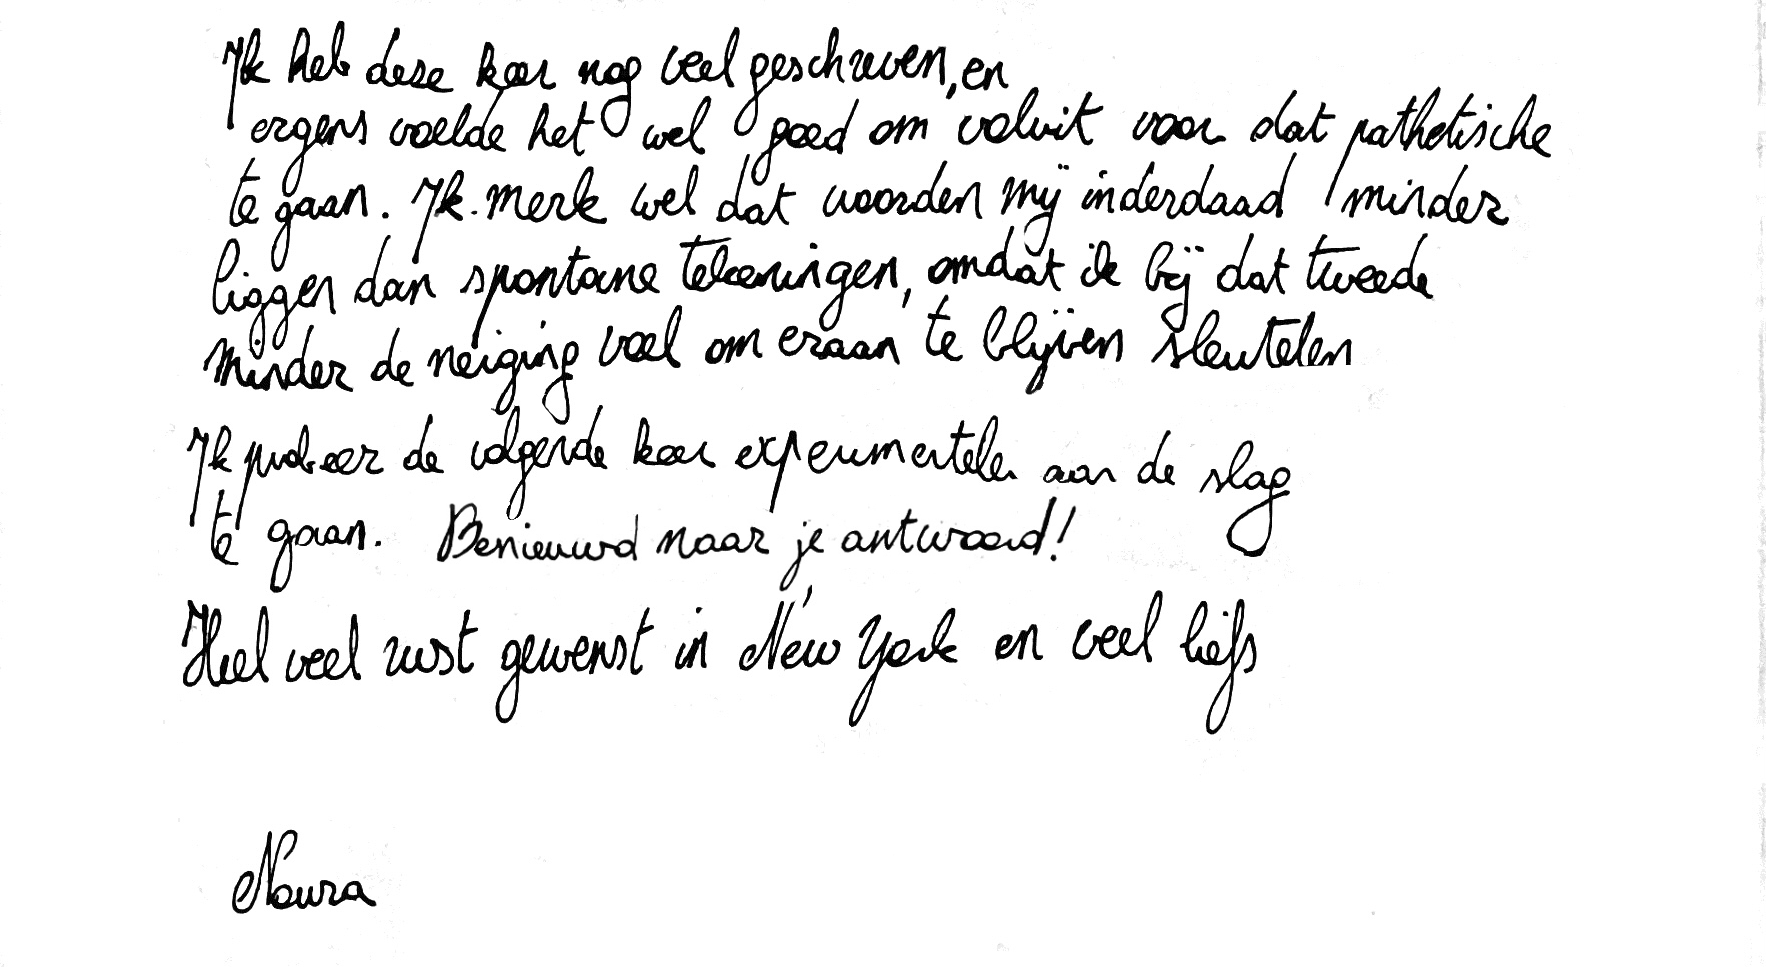 Ik heb deze keer nog veel geschreven, en
ergens voelde het wel goed om voluit voor dat pathetische
te gaan. Ik merk wel dat woorden mij inderdaad minder
liggen dan spontane tekeningen, omdat ik bij dat tweede
minder de neiging voel om eraan te blijven sleutelen
Ik probeer de volgende keer experimenteler aan de slag
te gaan. Benieuwd naar je antwoord!
Heel veel rust gewenst in New York en veel liefs
Noura